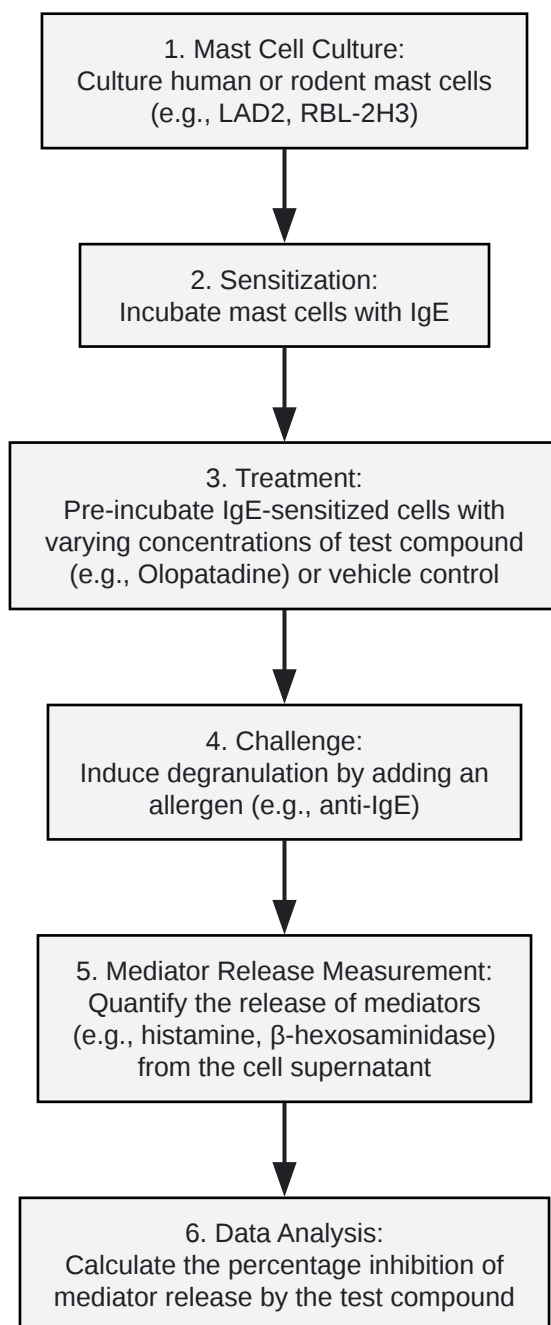 1. Mast Cell Culture:
Culture human or rodent mast cells
(e.g., LAD2, RBL-2H3)
2. Sensitization:
Incubate mast cells with IgE
3. Treatment:
Pre-incubate IgE-sensitized cells with
varying concentrations of test compound
(e.g., Olopatadine) or vehicle control
4. Challenge:
Induce degranulation by adding an
allergen (e.g., anti-IgE)
5. Mediator Release Measurement:
Quantify the release of mediators
(e.g., histamine, β-hexosaminidase)
from the cell supernatant
6. Data Analysis:
Calculate the percentage inhibition of
mediator release by the test compound